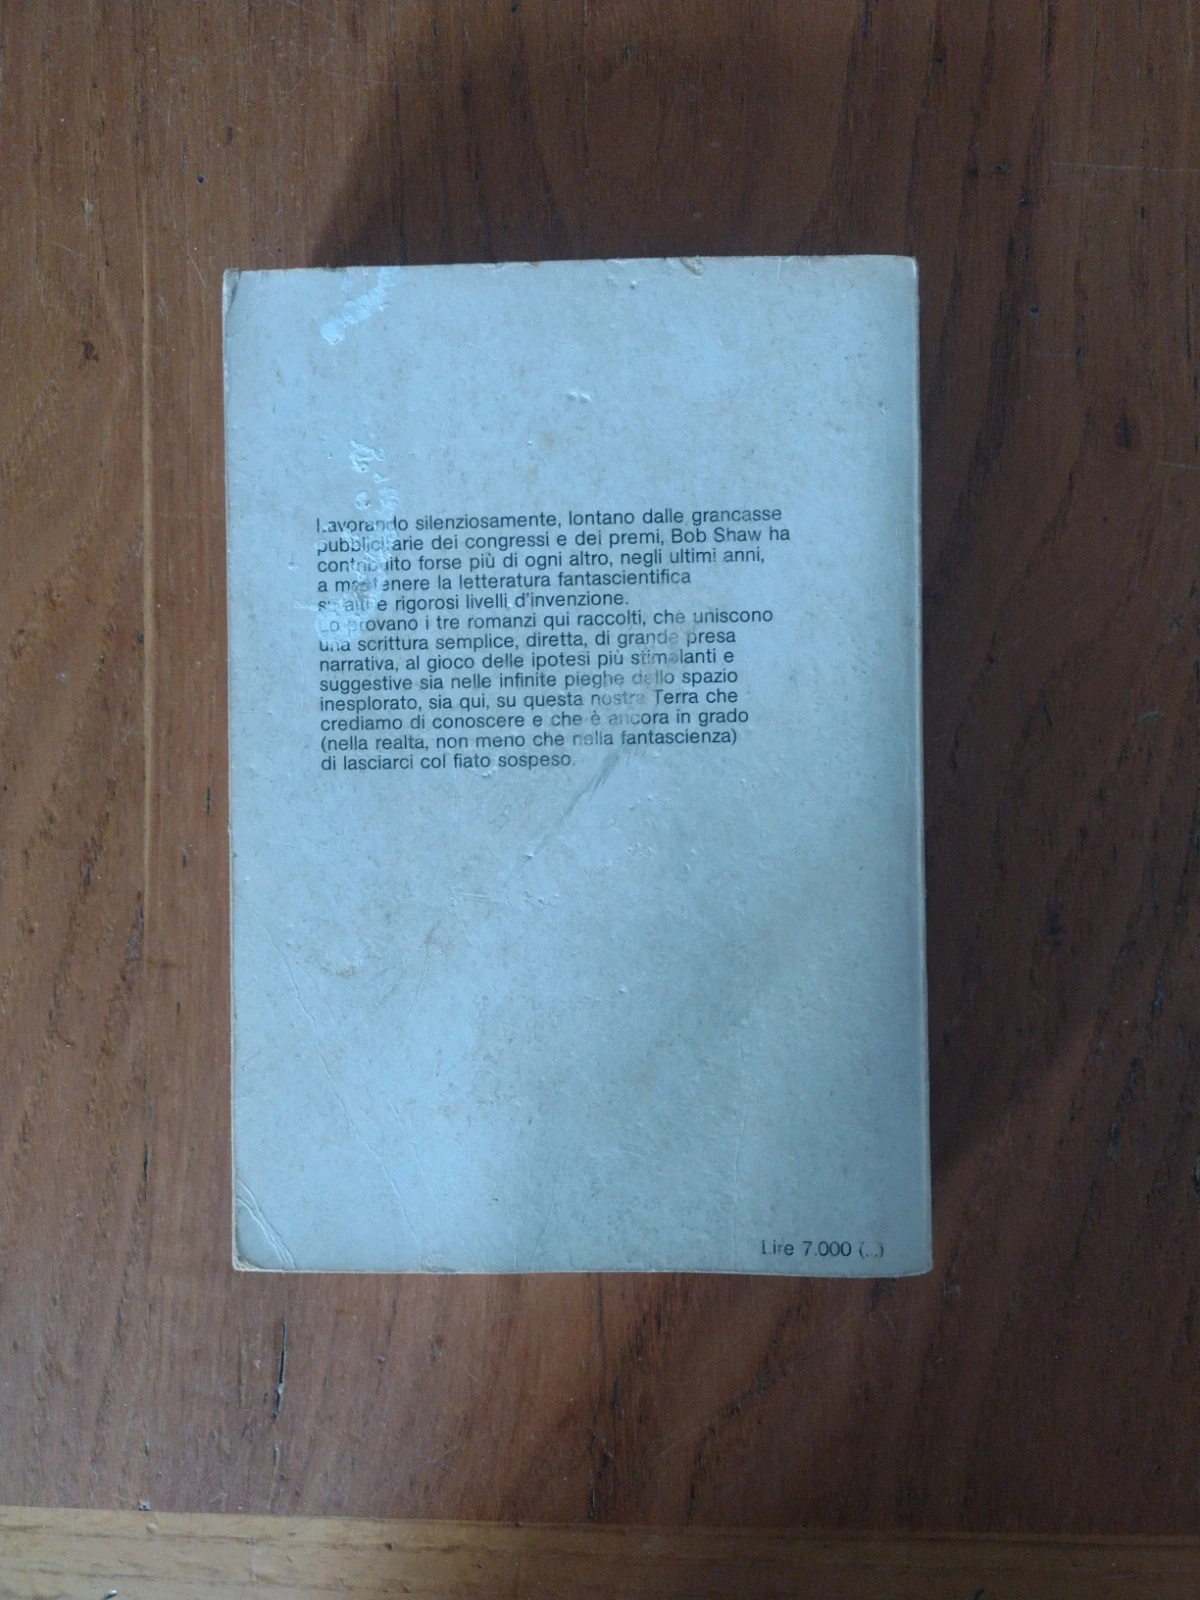 Lavorando silenziosamente, lontano dalle grancasse
pubblicitarie dei congressi e dei premi, Bob Shaw ha
contribuito forse più di ogni altro, negli ultimi anni,
a mantenere la letteratura fantascientifica
su alti e rigorosi livelli d'invenzione.
Lo provano i tre romanzi qui raccolti, che uniscono
una scrittura semplice, diretta, di grande presa
narrativa, al gioco delle ipotesi più stimolanti e
suggestive sia nelle infinite pieghe dello spazio
inesplorato, sia qui, su questa nostra Terra che
crediamo di conoscere e che è ancora in grado
(nella realtà, non meno che nella fantascienza)
di lasciarci col fiato sospeso.
Lire 7.000 (...)